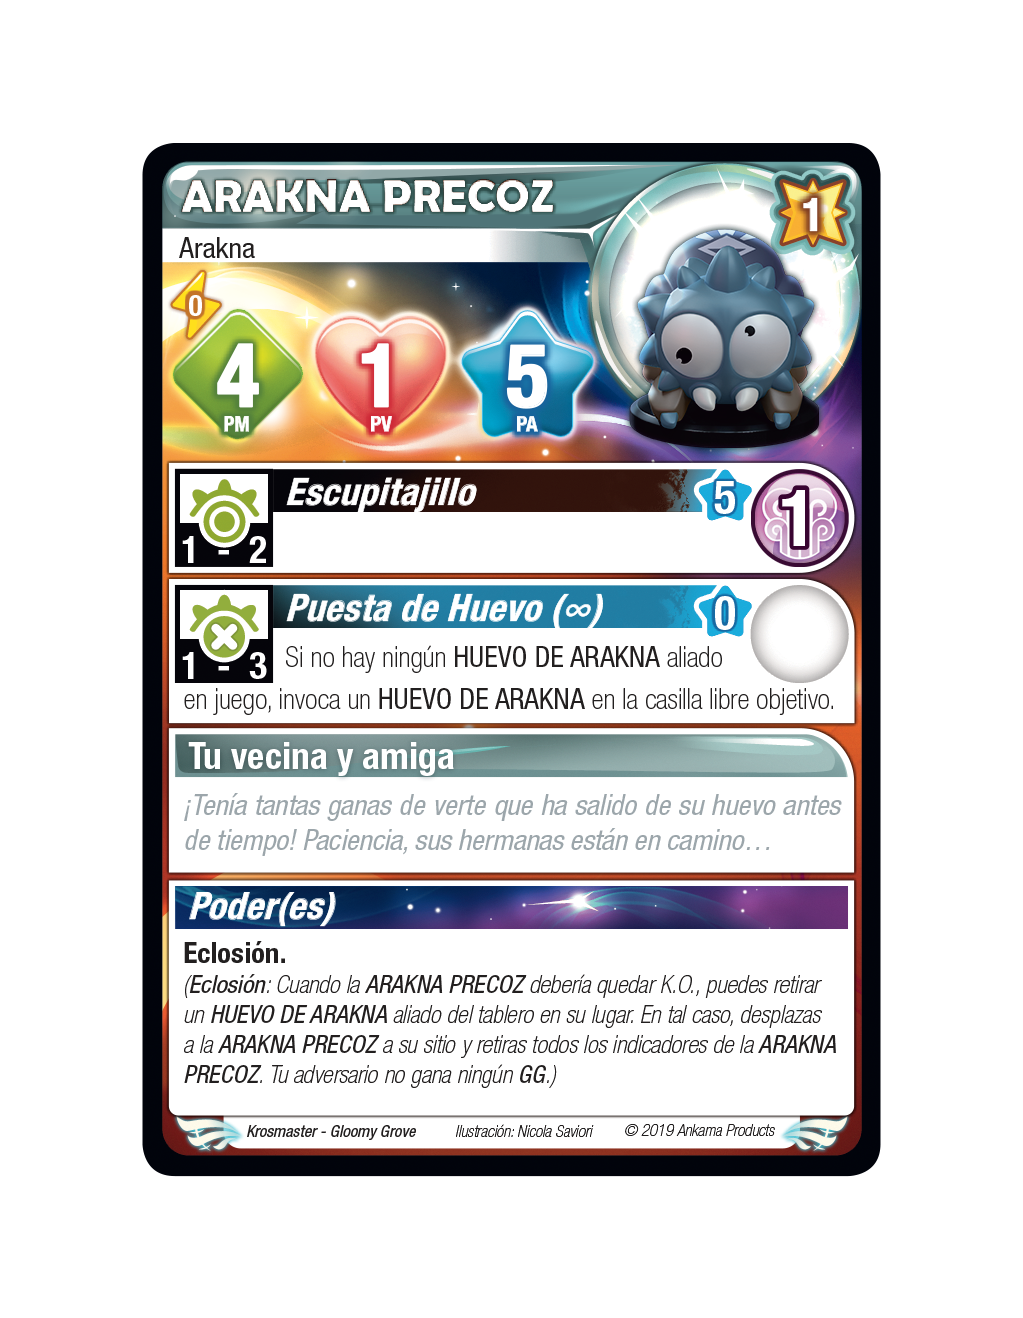 ARAKNA PRECOZ
1
Arakna
0
4
PM
1
PV
5
PA
Escupitajillo
5
1
1 - 2
Puesta de Huevo (∞)
0
1 - 3
Si no hay ningún HUEVO DE ARAKNA aliado
en juego, invoca un HUEVO DE ARAKNA en la casilla libre objetivo.
Tu vecina y amiga
¡Tenía tantas ganas de verte que ha salido de su huevo antes
de tiempo! Paciencia, sus hermanas están en camino…
Poder(es)
Eclosión.
(Eclosión: Cuando la ARAKNA PRECOZ debería quedar K.O., puedes retirar
un HUEVO DE ARAKNA aliado del tablero en su lugar. En tal caso, desplazas
a la ARAKNA PRECOZ a su sitio y retiras todos los indicadores de la ARAKNA
PRECOZ. Tu adversario no gana ningún GG.)
Krosmaster - Gloomy Grove Ilustración: Nicola Saviori © 2019 Ankama Products